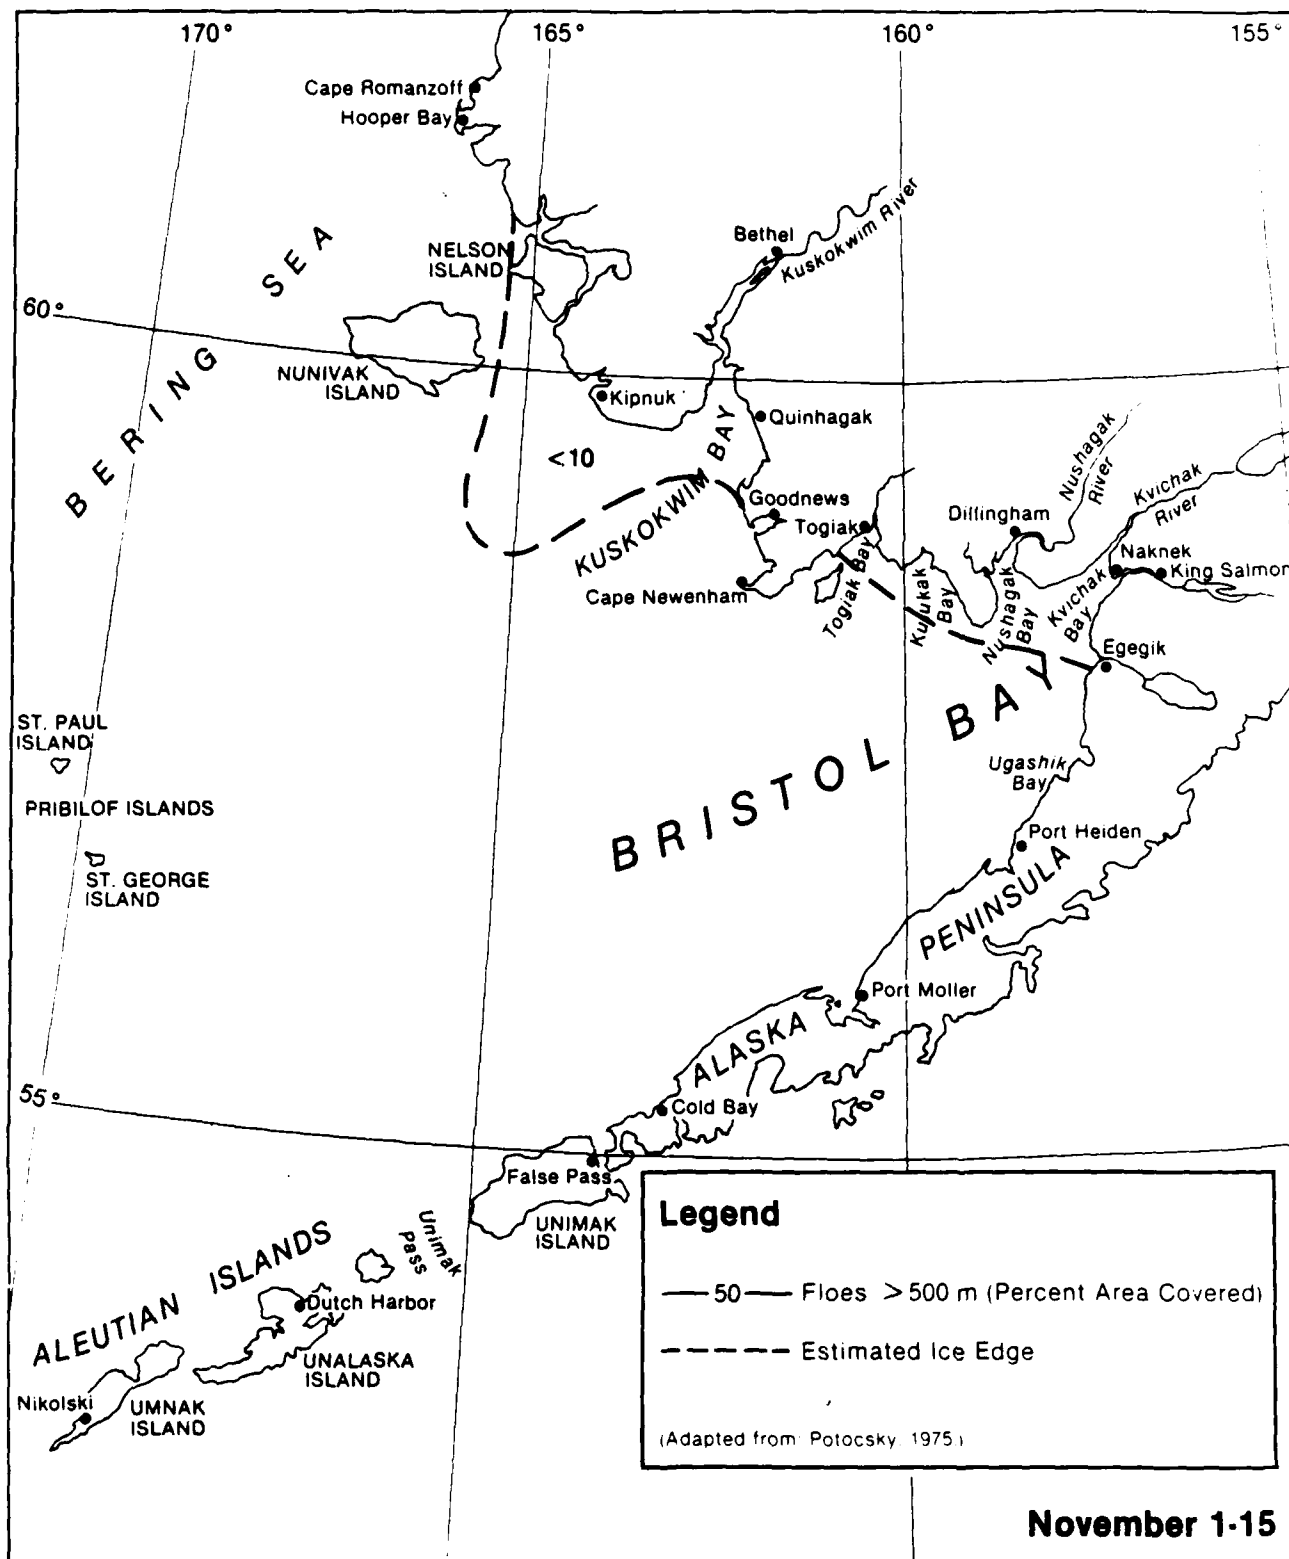 170° 165° 160° 155°
Cape Romanzoff
Hooper Bay
BERING SEA
NELSON
ISLAND
Bethel
Kuskokwim River
60°
NUNIVAK
ISLAND
Kipnuk
Quinhagak
<10
KUSKOKWIM BAY
Goodnews
Togiak
Dillingham
Nushagak
River
Kvichak
River
Naknek
King Salmon
Cape Newenham
Togiak Bay
Kulukak
Bay
Nushagak
Bay
Kvichak
Bay
Egegik
BRISTOL BAY
ST. PAUL
ISLAND
PRIBILOF ISLANDS
ST. GEORGE
ISLAND
Ugashik
Bay
Port Heiden
ALASKA PENINSULA
Port Moller
55°
Cold Bay
False Pass
UNIMAK
ISLAND
Unimak
Pass
ALEUTIAN ISLANDS
Dutch Harbor
UNALASKA
ISLAND
Nikolski
UMNAK
ISLAND
Legend
50 Floes >500 m (Percent Area Covered)
Estimated Ice Edge
(Adapted from: Potocsky, 1975.)
November 1-15